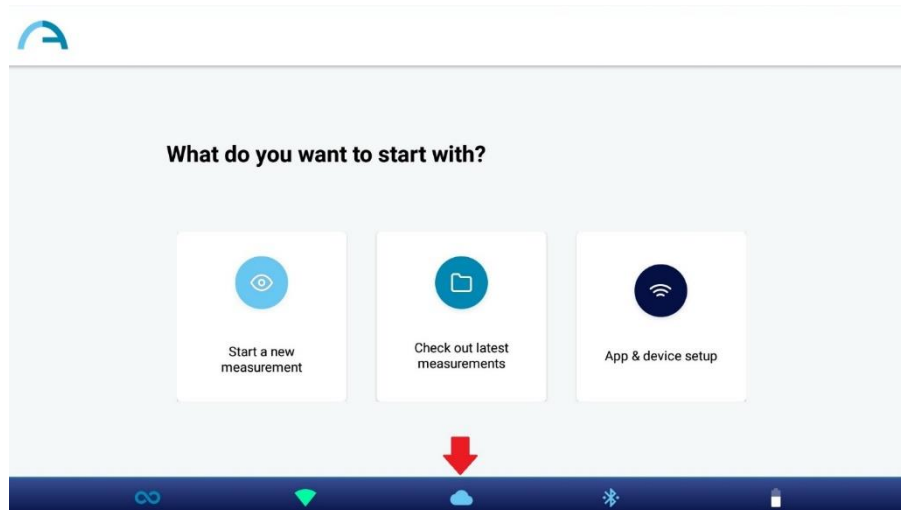 What do you want to start with?
Start a new
measurement
Check out latest
measurements
App & device setup